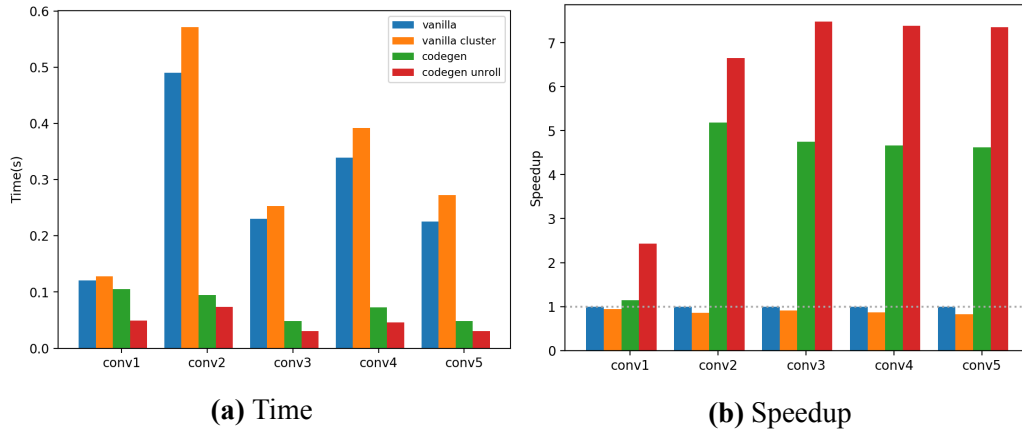 0.6
0.5
0.4
0.3
0.2
0.1
0.0
Time(s)
vanilla
vanilla cluster
codegen
codegen unroll
conv1 conv2 conv3 conv4 conv5
(a) Time
7
6
5
4
3
2
1
0
Speedup
conv1 conv2 conv3 conv4 conv5
(b) Speedup